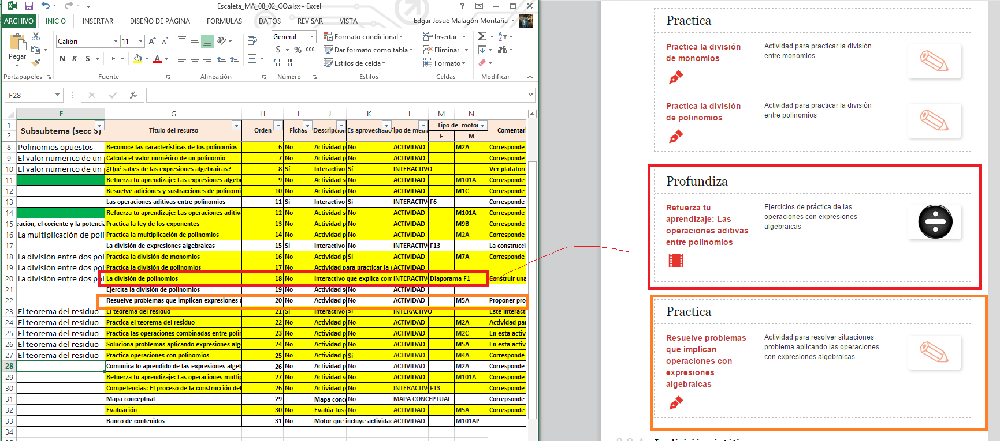 Escaleta_MA_08_02_CO.xlsx - Excel
ARCHIVO INICIO INSERTAR DISEÑO DE PÁGINA FÓRMULAS DATOS REVISAR VISTA Edgar Josué Malagón Montaña
Pegar
Calibri 11
N K S
General
$ % 000
Formato condicional
Dar formato como tabla
Estilos de celda
Insertar
Eliminar
Formato
Portapapeles Fuente Alineación Número Estilos Celdas Modificar
F28
F G H I J K L M N
1 Subsubtema (secc 3) Título del recurso Orden Fichas Descripción Es aprovechado Tipo de medi Tipo de motor Comentar
2 F M
8 Polinomios opuestos Reconoce las características de los polinomios 6 No Actividad p No ACTIVIDAD M2A Corresponde
9 El valor numerico de un p Calcula el valor numérico de un polinomio 7 No Actividad p No ACTIVIDAD Corresponde
10 El valor numerico de un p ¿Qué sabes de las expresiones algebraicas? 8 Sí Interactivo Sí INTERACTIVO Ver plataform
11 Refuerza tu aprendizaje: Las expresiones algebr 9 No Actividad se No ACTIVIDAD M101A Corresponde
12 Resuelve adiciones y sustracciones de polinomi 10 No Actividad p No ACTIVIDAD M1C Corresponde
13 Las operaciones aditivas entre polinomios 11 Sí Interactivo Sí INTERACTIV F6 Corresponde
14 Refuerza tu aprendizaje: Las operaciones aditiva 12 No Actividad se No ACTIVIDAD M101A Corresponde
15 cación, el cociente y la potencia Practica la ley de los exponentes 13 No Actividad p No ACTIVIDAD M9B Corresponde
16 La multiplicación de poli Practica la multiplicación de polinomios 14 No Actividad p No ACTIVIDAD M2A Corresponde
17 La división de expresiones algebraicas 15 Sí Interactivo No INTERACTIV F13 La construcci
18 La división entre dos pol Practica la división de monomios 16 No Actividad p Sí ACTIVIDAD M7A Corresponde
19 La división entre dos pol Practica la división de polinomios 17 No Actividad para practicar la ACTIVIDAD
20 La división entre dos pol La división de polinomios 18 No Interactivo que explica com INTERACTIV Diaporama F1 Construir una
21 Ejercita la división de polinomios 19 No Actividad p No ACTIVIDAD
22 Resuelve problemas que implican expresiones a 20 No Actividad p No ACTIVIDAD M5A Proponer pro
23 El teorema del residuo El teorema del residuo 21 Sí Interactivo Sí INTERACTIVO Este interact
24 El teorema del residuo Practica el teorema del residuo 22 No Actividad p No ACTIVIDAD M2A Actividad par
25 El teorema del residuo Practica las operaciones combinadas entre polin 23 No Actividad p No ACTIVIDAD M2C En esta activ
26 El teorema del residuo Soluciona problemas aplicando expresiones alge 24 No Actividad p No ACTIVIDAD M5A En esta activ
27 El teorema del residuo Practica operaciones con polinomios 25 No Actividad p Sí ACTIVIDAD M4A Corresponde
28 Comunica lo aprendido de las expresiones algeb 26 No Actividad p No ACTIVIDAD M2A Corresponde
29 Refuerza tu aprendizaje: Las operaciones multip 27 No Actividad p No ACTIVIDAD M101A Corresponde
30 Competencias: El proceso de la construcción del 26 No Actividad p No INTERACTIV F13 Corresponde
31 Mapa conceptual 29 Mapa conce No MAPA CONCEPTUAL Correpsonde
32 Evaluación 30 No Evalúa tus No ACTIVIDAD M5A Corresponde
33 Banco de contenidos 31 No Motor que incluye actividad ACTIVIDAD M101AP
34
Practica
Practica la división
de monomios
Actividad para practicar la división
entre monomios
Practica la división
de polinomios
Actividad para practicar la división
entre polinomios
Profundiza
Refuerza tu
aprendizaje: Las
operaciones aditivas
entre polinomios
Ejercicios de práctica de las
operaciones con expresiones
algebraicas
Practica
Resuelve problemas
que implican
operaciones con
expresiones
algebraicas
Actividad para resolver situaciones
problema aplicando las operaciones
con expresiones algebraicas.